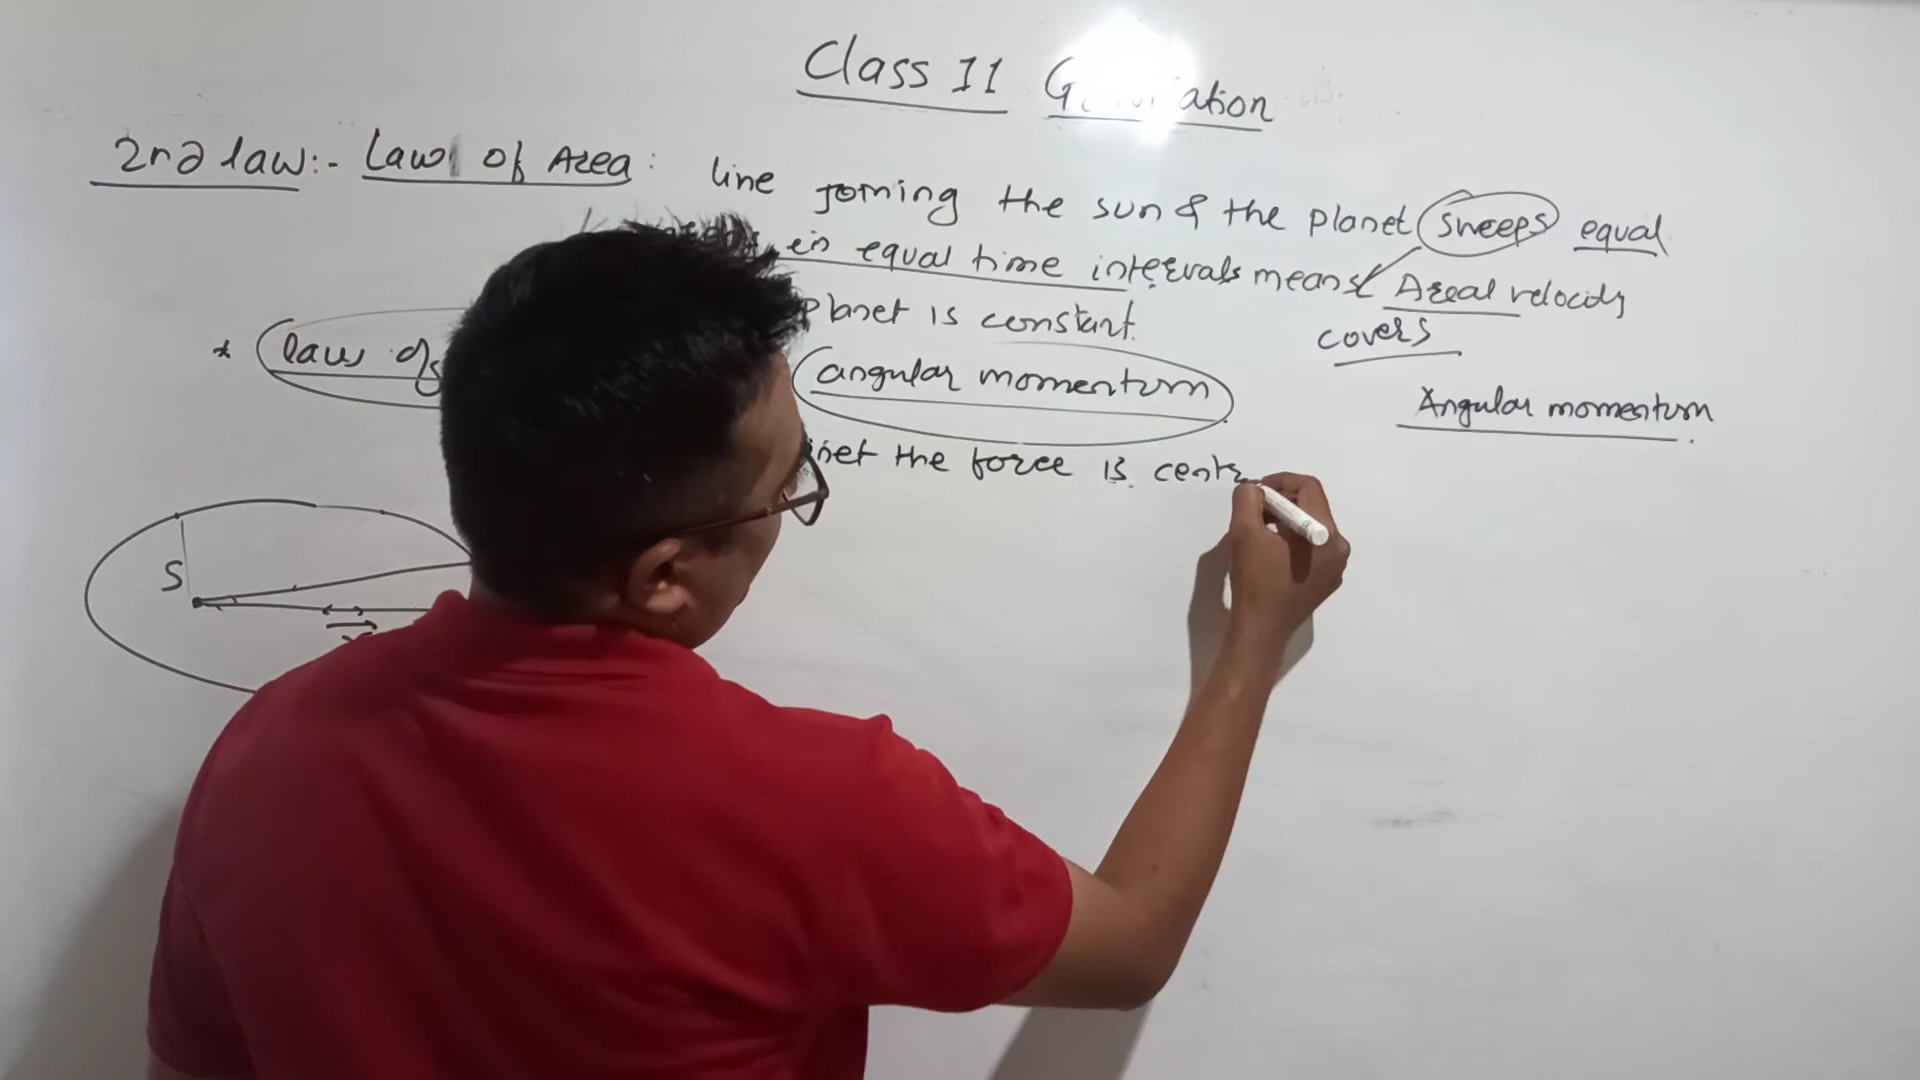 Class 11 Gravitation
2nd law:- Law Of Area: line joining the sun & the planet sweeps equal
in equal time intervals means Areal velocity
Planet is constant.
covers
* law of
angular momentum
Angular momentum
the force is cent
S